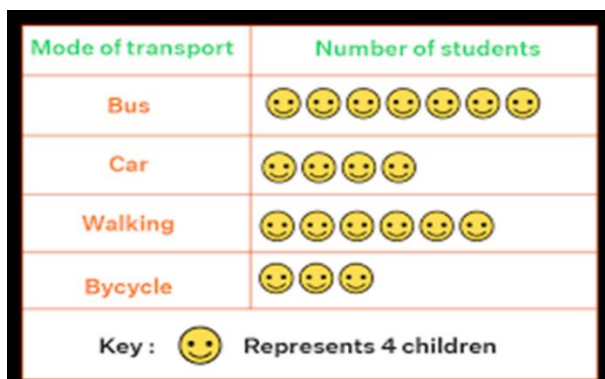 Mode of transport Number of students
Bus
Car
Walking
Bycycle
Key : Represents 4 children